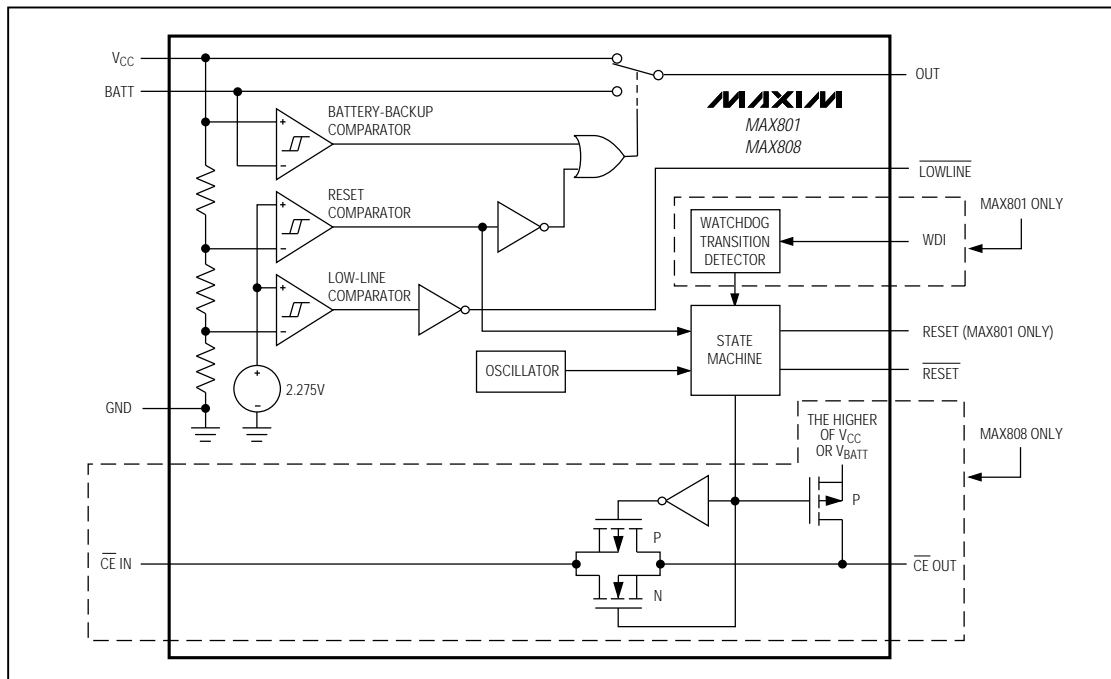 VCC
BATT
OUT
BATTERY-BACKUP
COMPARATOR
+
−
MAXIM
MAX801
MAX808
LOWLINE
RESET
COMPARATOR
+
−
WATCHDOG
TRANSITION
DETECTOR
MAX801 ONLY
WDI
LOW-LINE
COMPARATOR
+
−
STATE
MACHINE
RESET (MAX801 ONLY)
OSCILLATOR
RESET
+
−
2.275V
GND
THE HIGHER
OF VCC
OR VBATT
MAX808 ONLY
P
P
CE IN
CE OUT
N